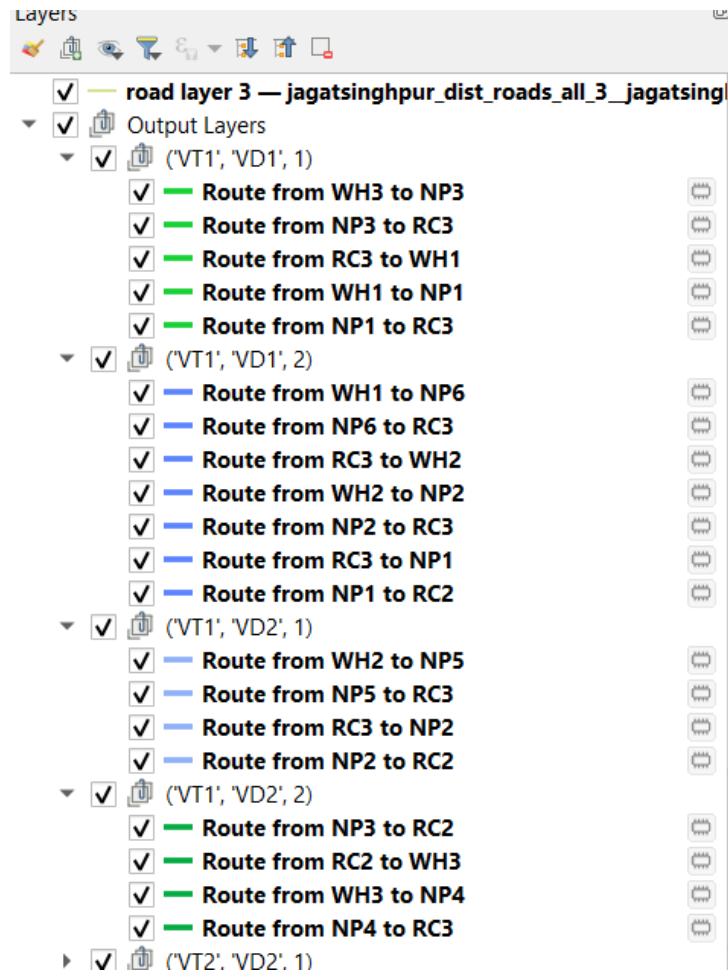 Layers
road layer 3 — jagatsinghpur_dist_roads_all_3__jagatsingl
Output Layers
('VT1', 'VD1', 1)
Route from WH3 to NP3
Route from NP3 to RC3
Route from RC3 to WH1
Route from WH1 to NP1
Route from NP1 to RC3
('VT1', 'VD1', 2)
Route from WH1 to NP6
Route from NP6 to RC3
Route from RC3 to WH2
Route from WH2 to NP2
Route from NP2 to RC3
Route from RC3 to NP1
Route from NP1 to RC2
('VT1', 'VD2', 1)
Route from WH2 to NP5
Route from NP5 to RC3
Route from RC3 to NP2
Route from NP2 to RC2
('VT1', 'VD2', 2)
Route from NP3 to RC2
Route from RC2 to WH3
Route from WH3 to NP4
Route from NP4 to RC3
('VT2', 'VD2', 1)